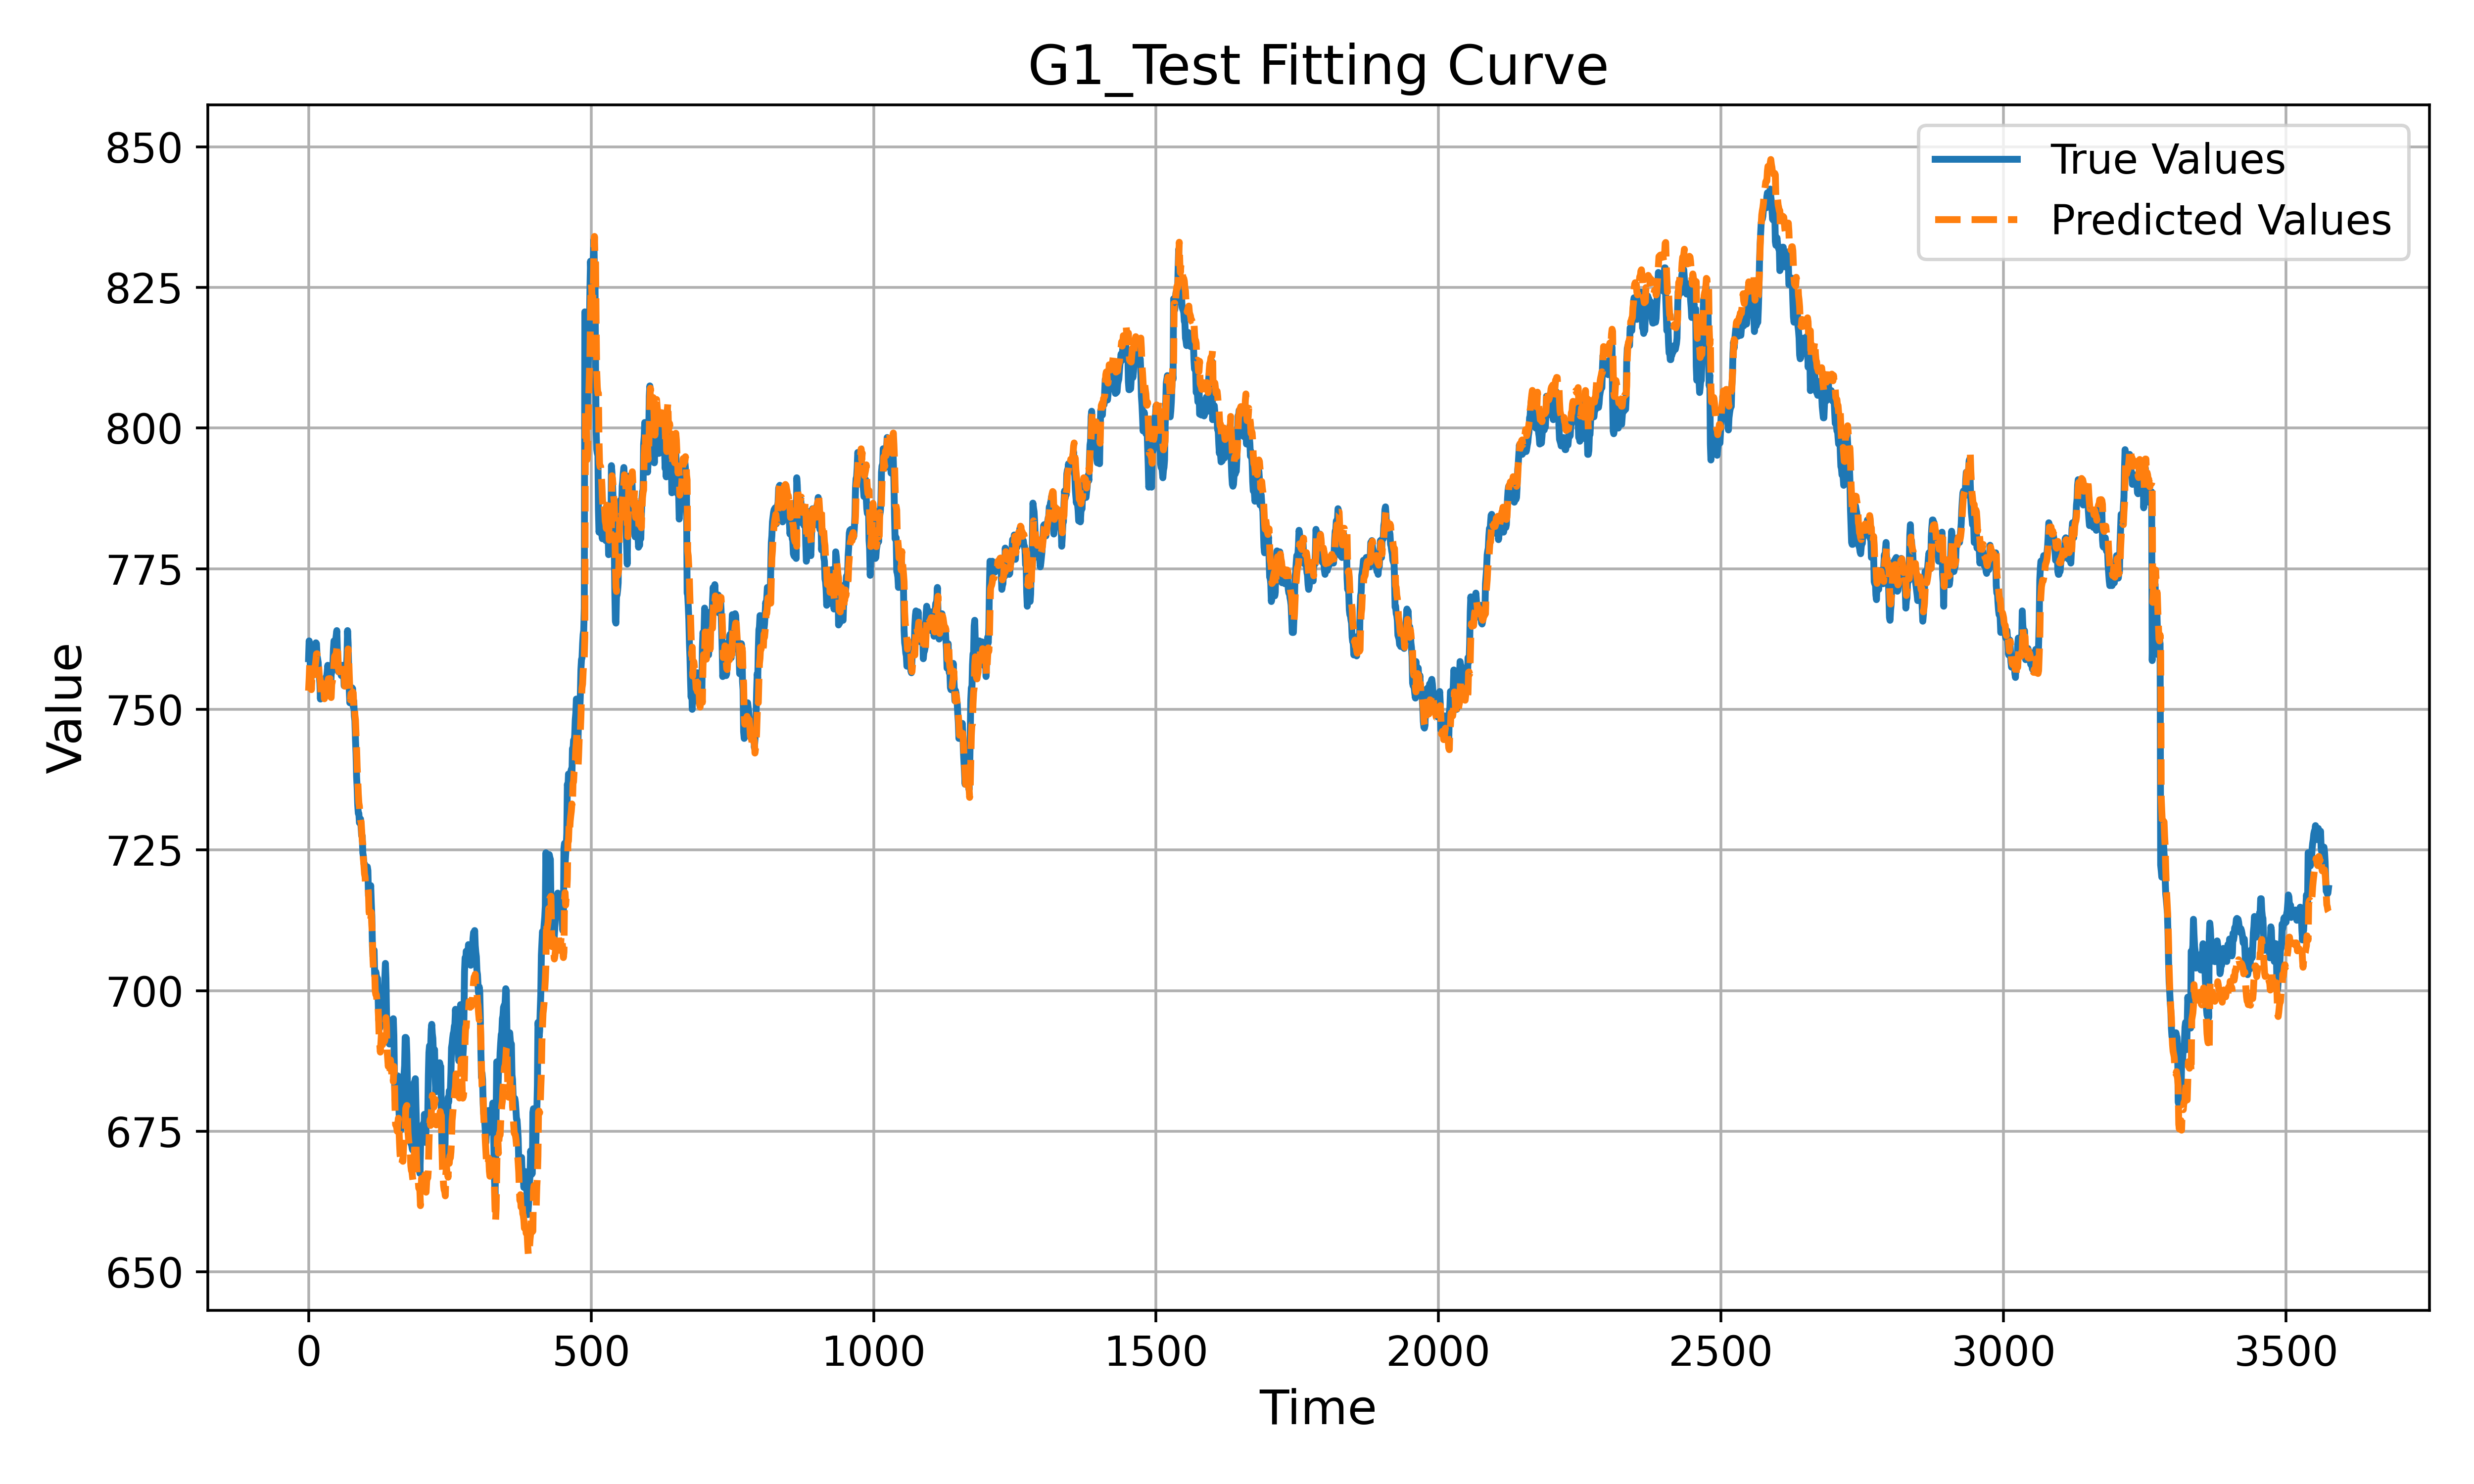 G1_Test Fitting Curve
True Values
Predicted Values
850
825
800
775
750
725
700
675
650
Value
0 500 1000 1500 2000 2500 3000 3500
Time